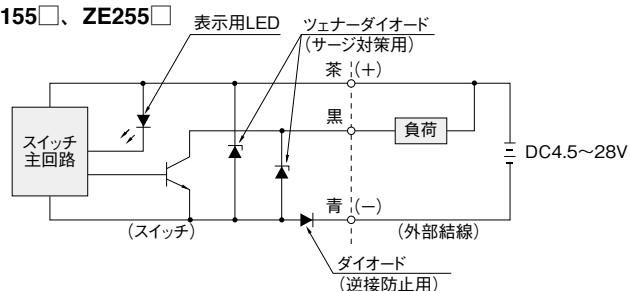 155□、ZE255□
表示用LED
ツェナーダイオード
(サージ対策用)
茶 (+)
黒
負荷
スイッチ
主回路
DC4.5～28V
青 (−)
(スイッチ)
(外部結線)
ダイオード
(逆接防止用)